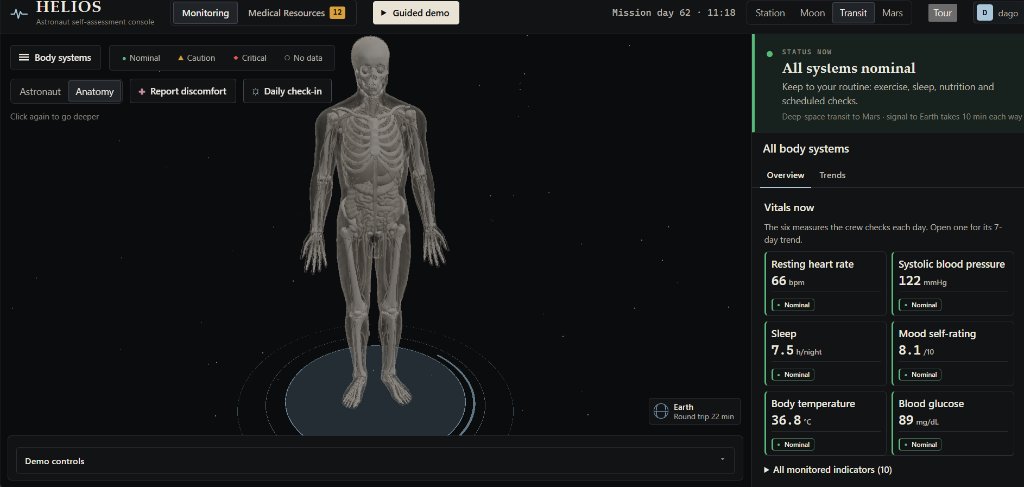 HELIOS
Astronaut self-assessment console
Monitoring
Medical Resources 12
Guided demo
Mission day 62 · 11:18
Station Moon Transit Mars
Tour
D dago
Body systems
Nominal Caution Critical No data
Astronaut Anatomy
Report discomfort
Daily check-in
Click again to go deeper
Earth
Round trip 22 min
Demo controls
STATUS NOW
All systems nominal
Keep to your routine: exercise, sleep, nutrition and
scheduled checks.
Deep-space transit to Mars · signal to Earth takes 10 min each way
All body systems
Overview Trends
Vitals now
The six measures the crew checks each day. Open one for its 7-
day trend.
Resting heart rate
66 bpm
Nominal
Systolic blood pressure
122 mmHg
Nominal
Sleep
7.5 h/night
Nominal
Mood self-rating
8.1 /10
Nominal
Body temperature
36.8 °C
Nominal
Blood glucose
89 mg/dL
Nominal
All monitored indicators (10)